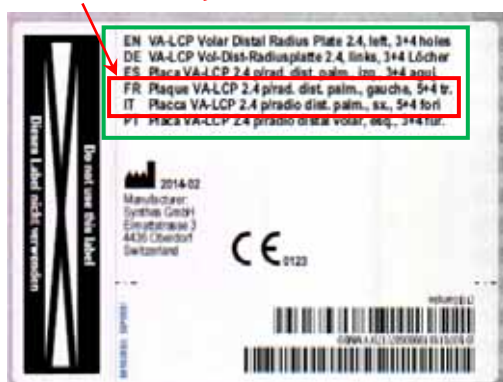 EN VA-LCP Volar Distal Radius Plate 2.4, left, 3+4 holes
DE VA-LCP Vol-Dist-Radiusplatte 2.4, links, 3+4 Löcher
ES Placa VA-LCP 2.4 p/rad. dist. palm., izq., 3+4 aguj.
FR Plaque VA-LCP 2.4 p/rad. dist. palm., gauche, 5+4 tr.
IT Placca VA-LCP 2.4 p/radio dist. palm., sx., 5+4 fori
PT Placa VA-LCP 2.4 p/rádio distal volar, esq., 3+4 fur.
Dieses Label nicht verwenden
Do not use this label
2014-02
Manufacturer:
Synthes GmbH
Eimattstrasse 3
4436 Oberdorf
Switzerland
CE 0123